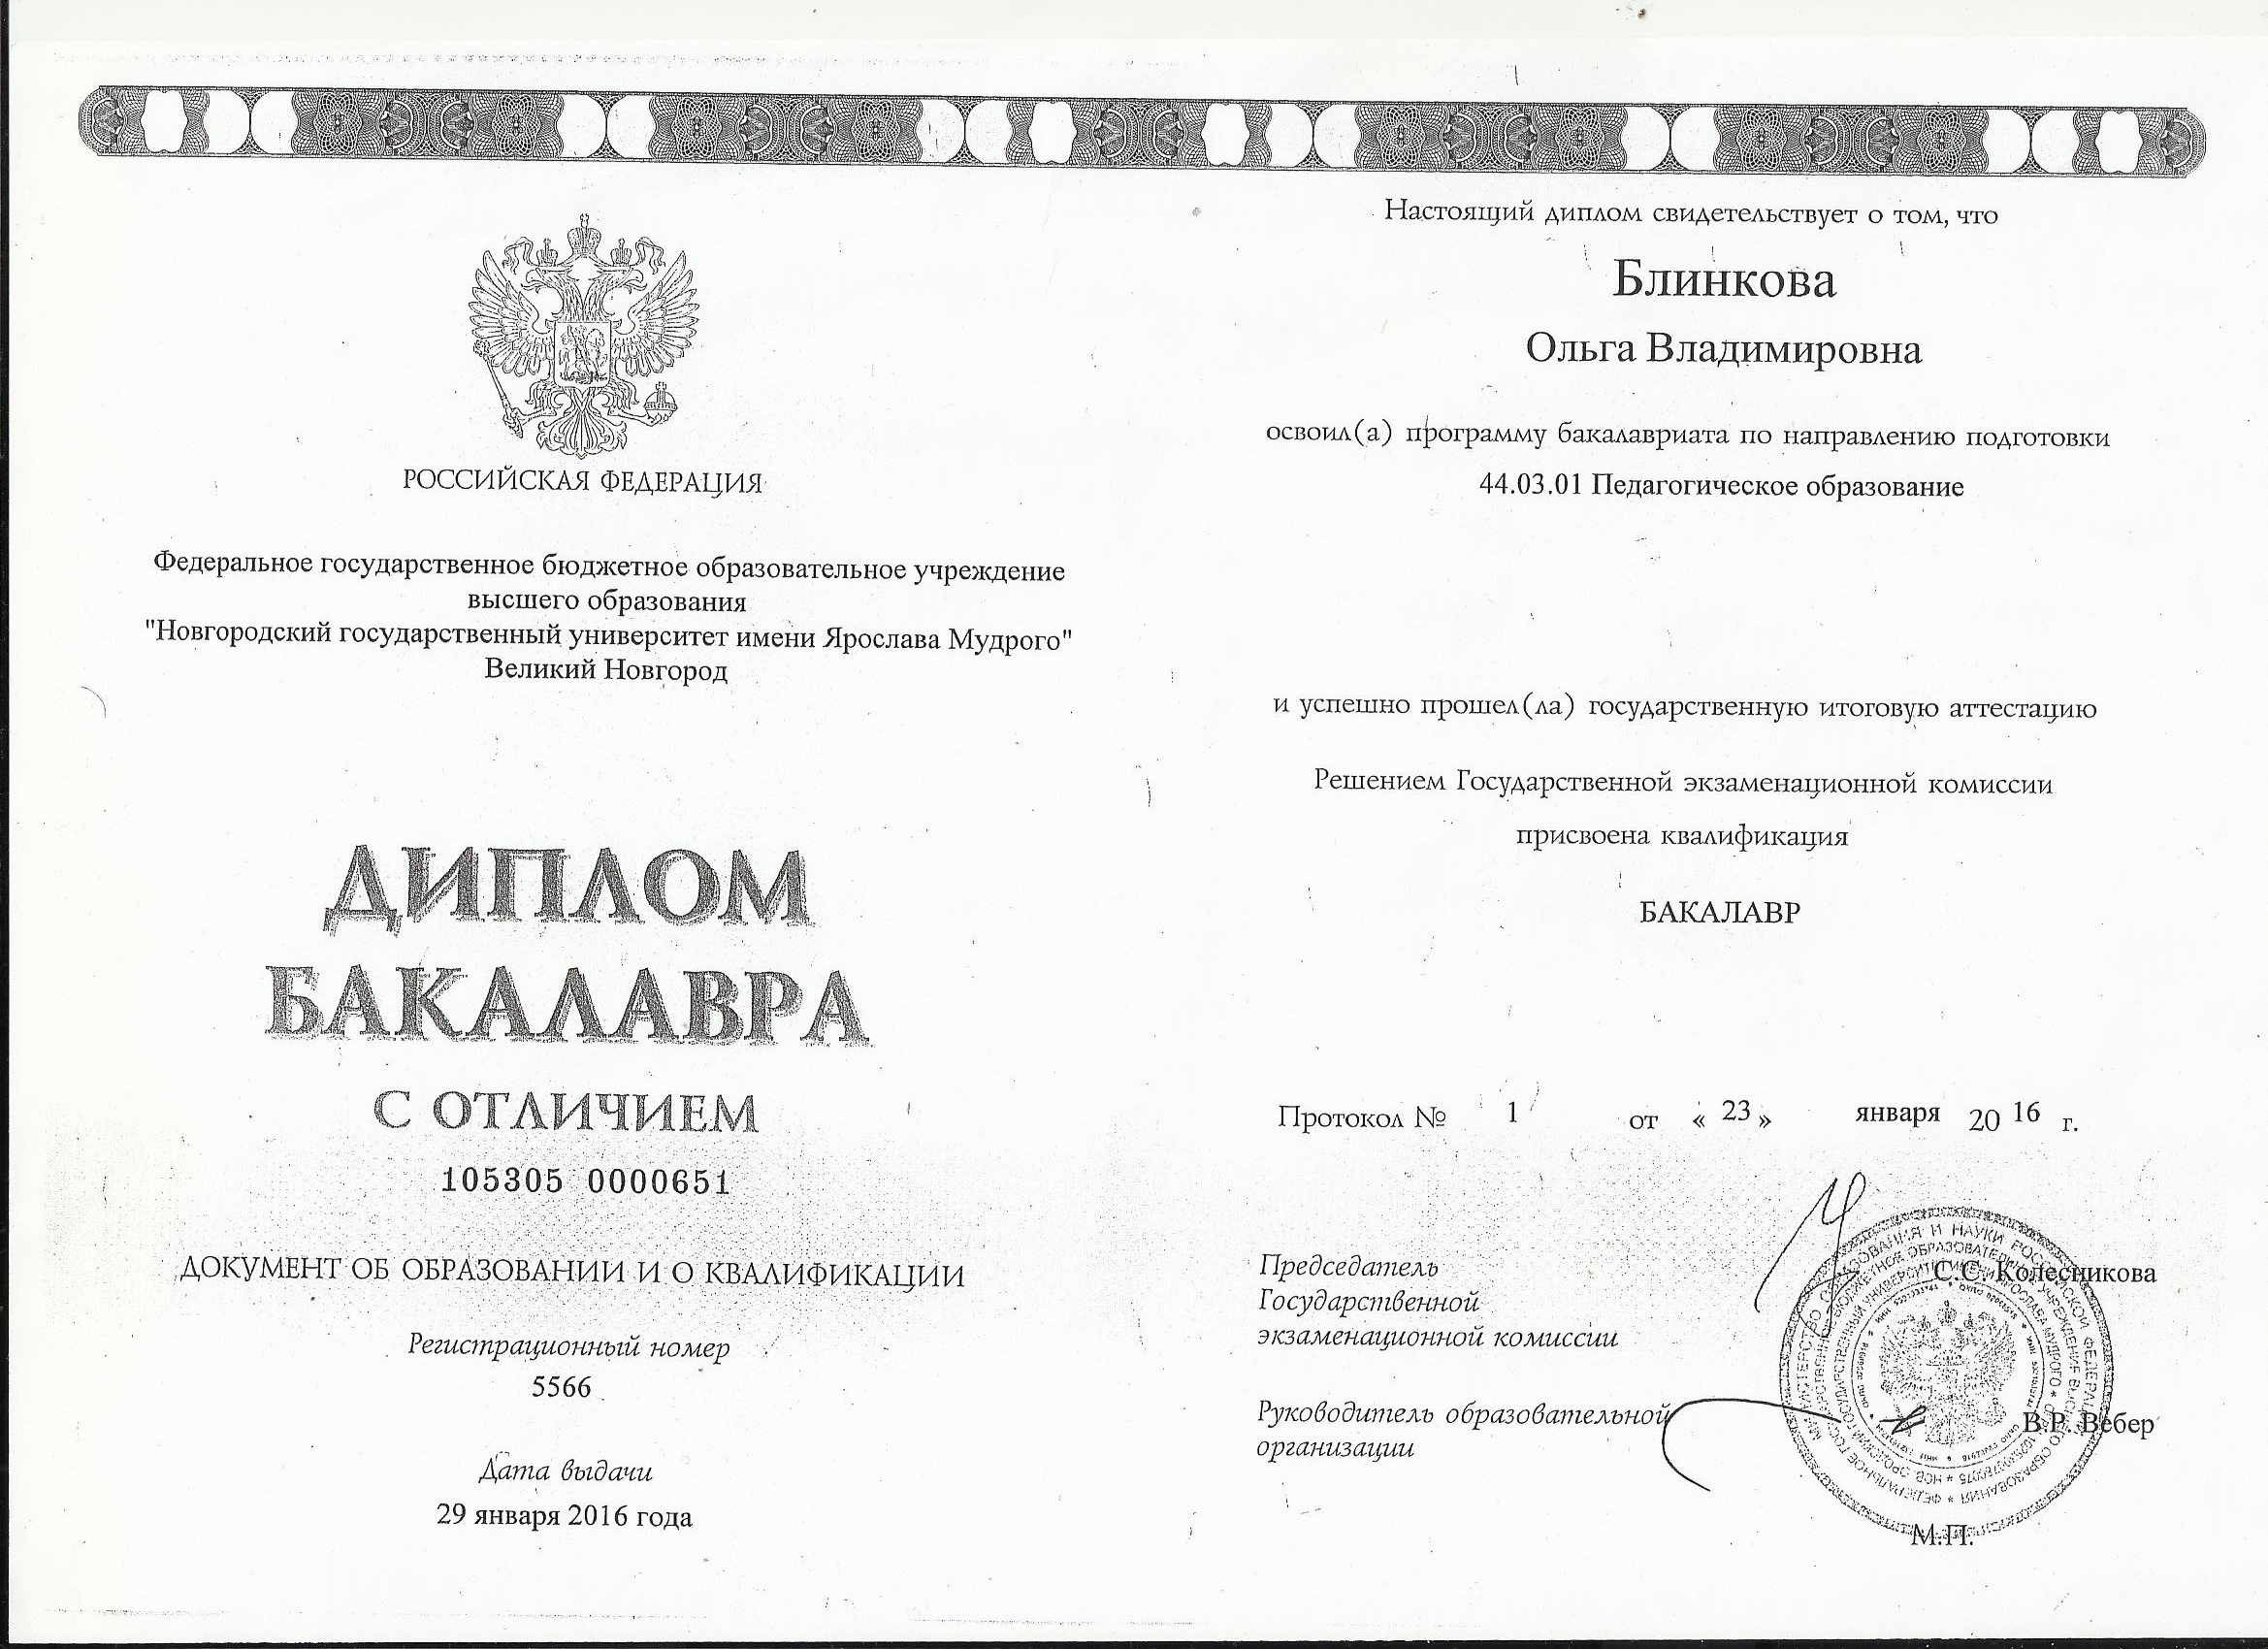 РОССИЙСКАЯ ФЕДЕРАЦИЯ
Федеральное государственное бюджетное образовательное учреждение
высшего образования
"Новгородский государственный университет имени Ярослава Мудрого"
Великий Новгород
ДИПЛОМ
БАКАЛАВРА
С ОТЛИЧИЕМ
105305 0000651
ДОКУМЕНТ ОБ ОБРАЗОВАНИИ И О КВАЛИФИКАЦИИ
Регистрационный номер
5566
Дата выдачи
29 января 2016 года
Настоящий диплом свидетельствует о том, что
Блинкова
Ольга Владимировна
освоил(а) программу бакалавриата по направлению подготовки
44.03.01 Педагогическое образование
и успешно прошел(ла) государственную итоговую аттестацию
Решением Государственной экзаменационной комиссии
присвоена квалификация
БАКАЛАВР
Протокол № 1 от « 23 » января 20 16 г.
Председатель
Государственной
экзаменационной комиссии
С.С. Колесникова
Руководитель образовательной
организации
В.Р. Вебер
М.П.